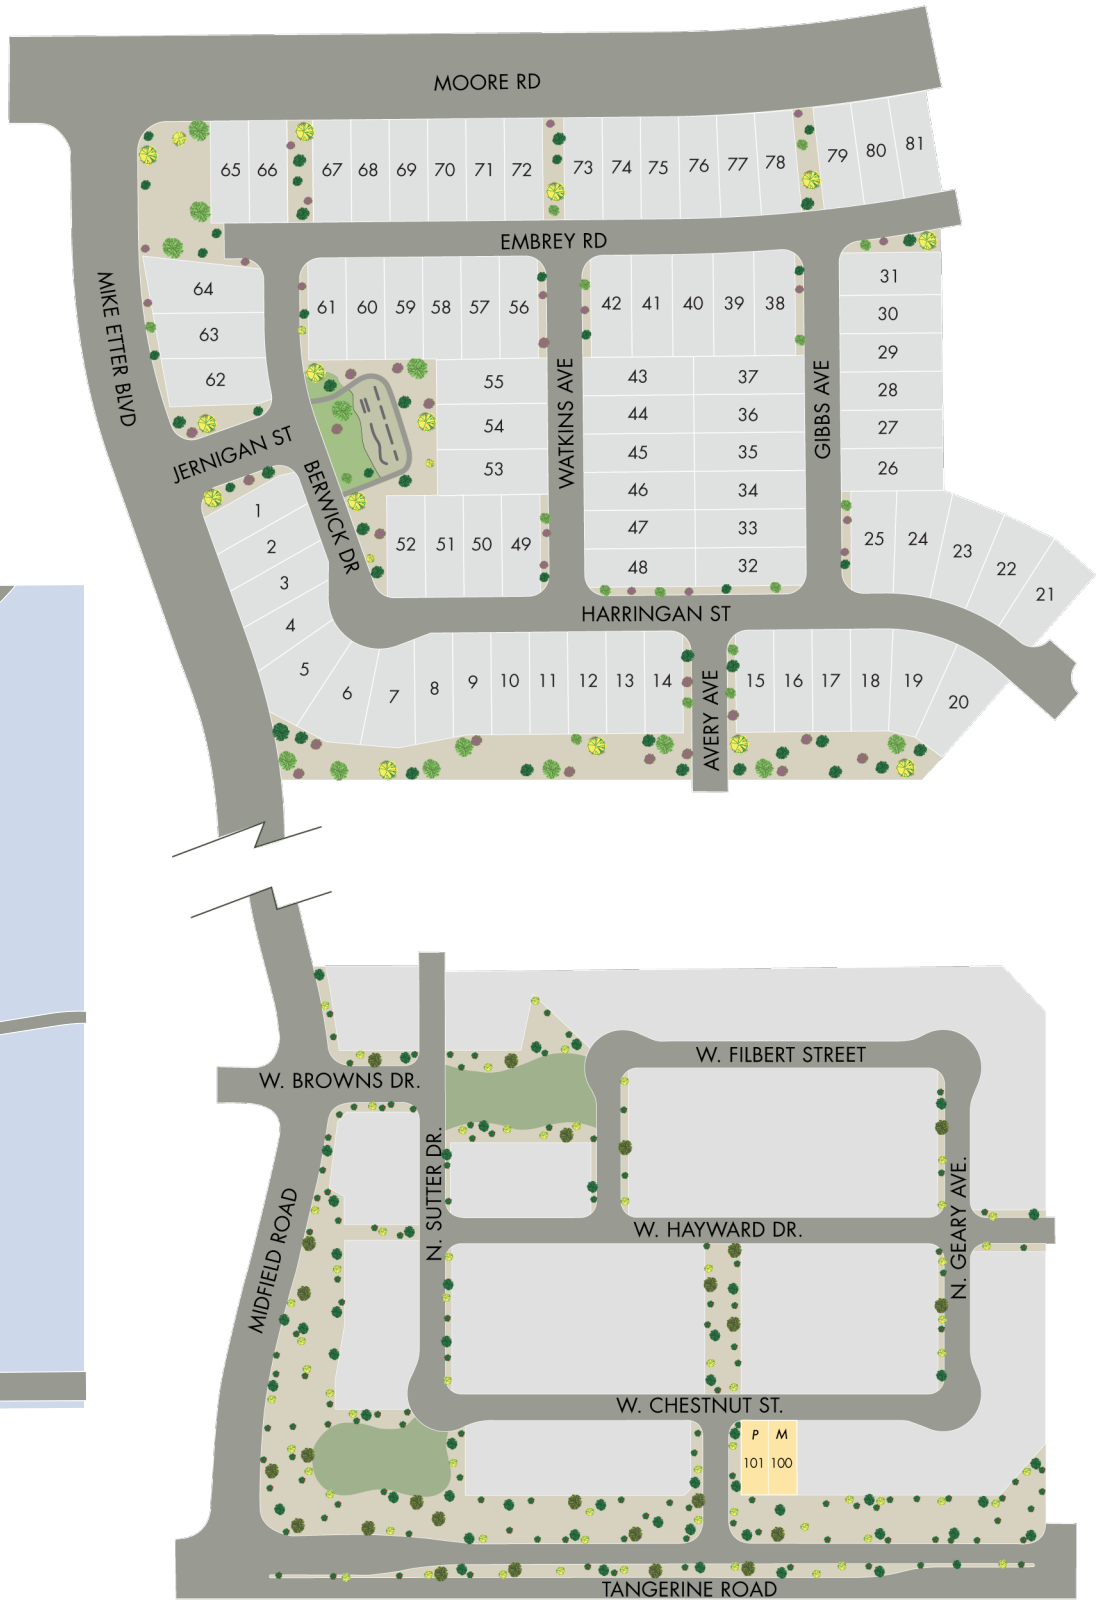 MOORE RD
65 66 67 68 69 70 71 72 73 74 75 76 77 78 79 80 81
EMBREY RD
MIKE ETTER BLVD
64
63
62
61 60 59 58 57 56
55
54
53
52 51 50 49
WATKINS AVE
42 41 40 39 38
43 37
44 36
45 35
46 34
47 33
48 32
GIBBS AVE
31
30
29
28
27
26
25 24 23 22 21
JERNIGAN ST
BERWICK DR
HARRINGAN ST
1
2
3
4
5
6 7 8 9 10 11 12 13 14
AVERY AVE
15 16 17 18 19 20
W. FILBERT STREET
W. BROWNS DR.
N. SUTTER DR.
MIDFIELD ROAD
W. HAYWARD DR.
N. GEARY AVE.
W. CHESTNUT ST.
P M
101 100
TANGERINE ROAD